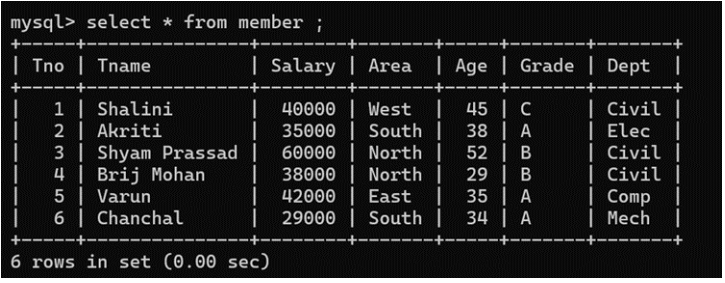 mysql> select * from member ;
+-----+---------------+--------+-------+-----+-------+-------+
| Tno | Tname         | Salary | Area  | Age | Grade | Dept  |
+-----+---------------+--------+-------+-----+-------+-------+
|   1 | Shalini       |  40000 | West  |  45 | C     | Civil |
|   2 | Akriti        |  35000 | South |  38 | A     | Elec  |
|   3 | Shyam Prassad |  60000 | North |  52 | B     | Civil |
|   4 | Brij Mohan    |  38000 | North |  29 | B     | Civil |
|   5 | Varun         |  42000 | East  |  35 | A     | Comp  |
|   6 | Chanchal      |  29000 | South |  34 | A     | Mech  |
+-----+---------------+--------+-------+-----+-------+-------+
6 rows in set (0.00 sec)